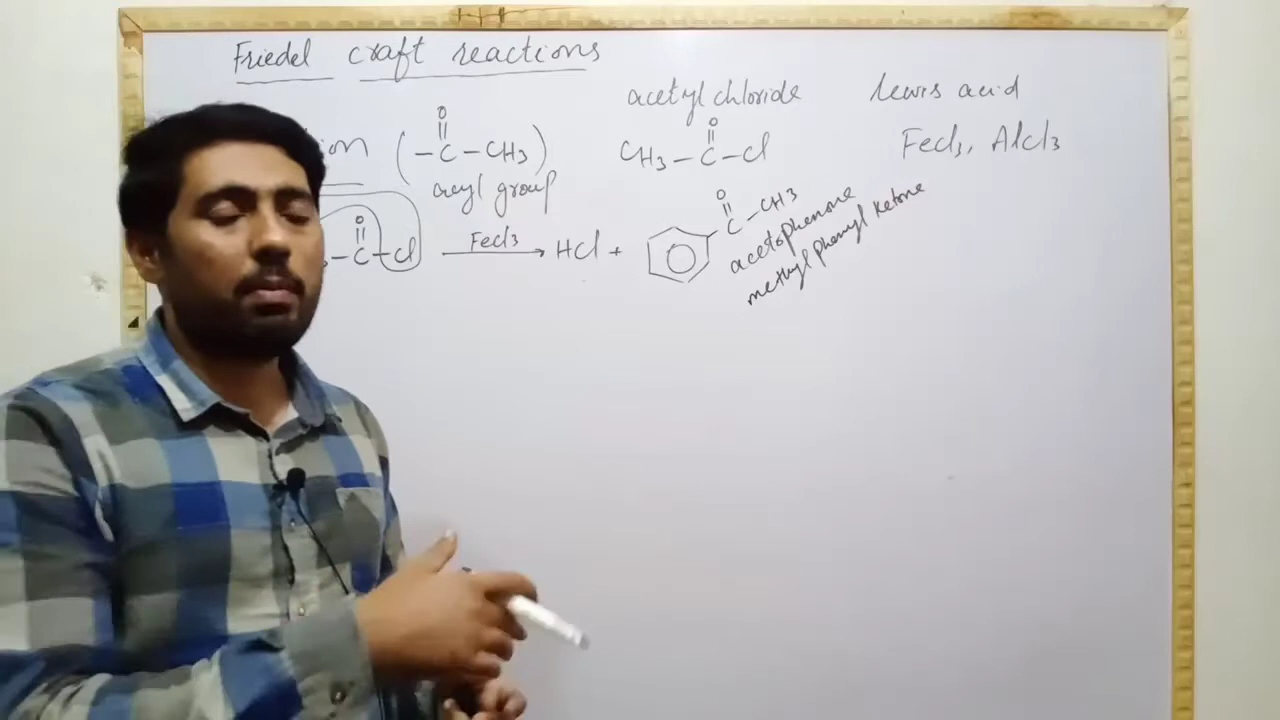 Friedel craft reactions
acetyl chloride
lewis acid
O
( —C—CH3)
acyl group
O
CH3—C—Cl
Fecl3, Alcl3
O
—C—Cl
Fecl3
HCl +
O
C—CH3
acetophenone
methyl phenyl ketone